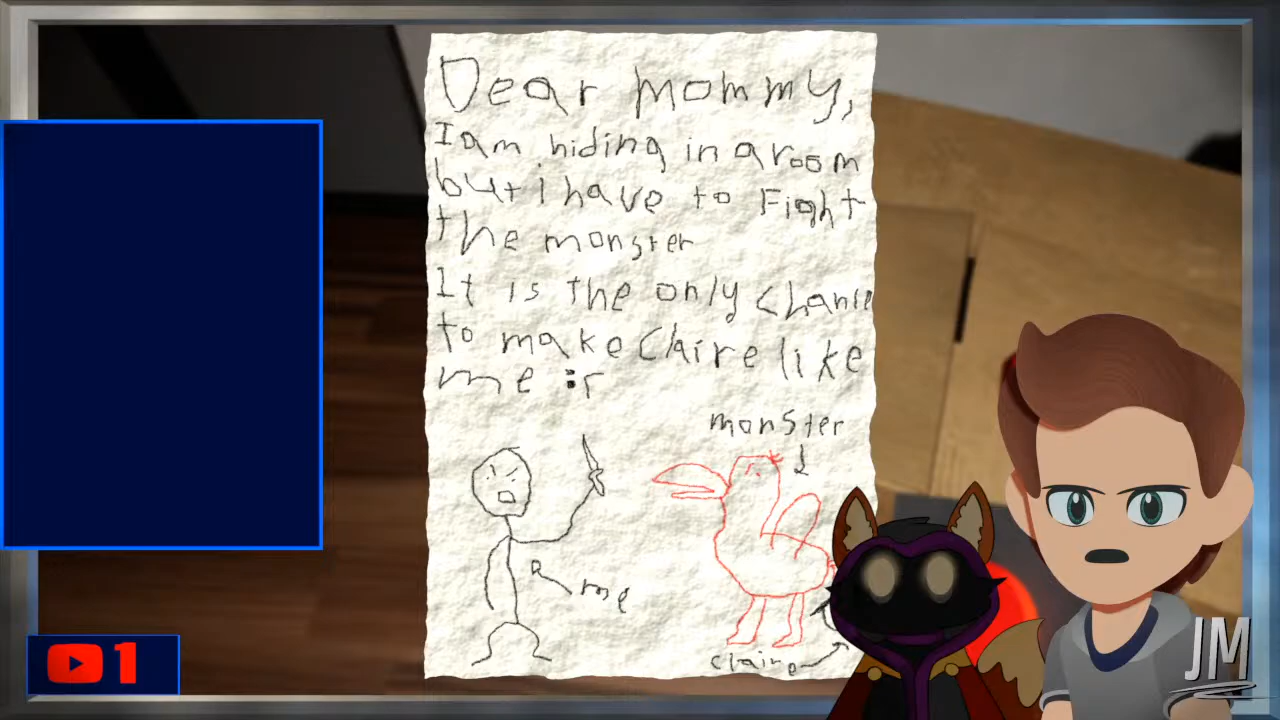 Dear mommy,
I am hiding in a room
but i have to Fight
the monster
It is the only chance
to make Claire like
me :r
monster
me
claire
1
JM